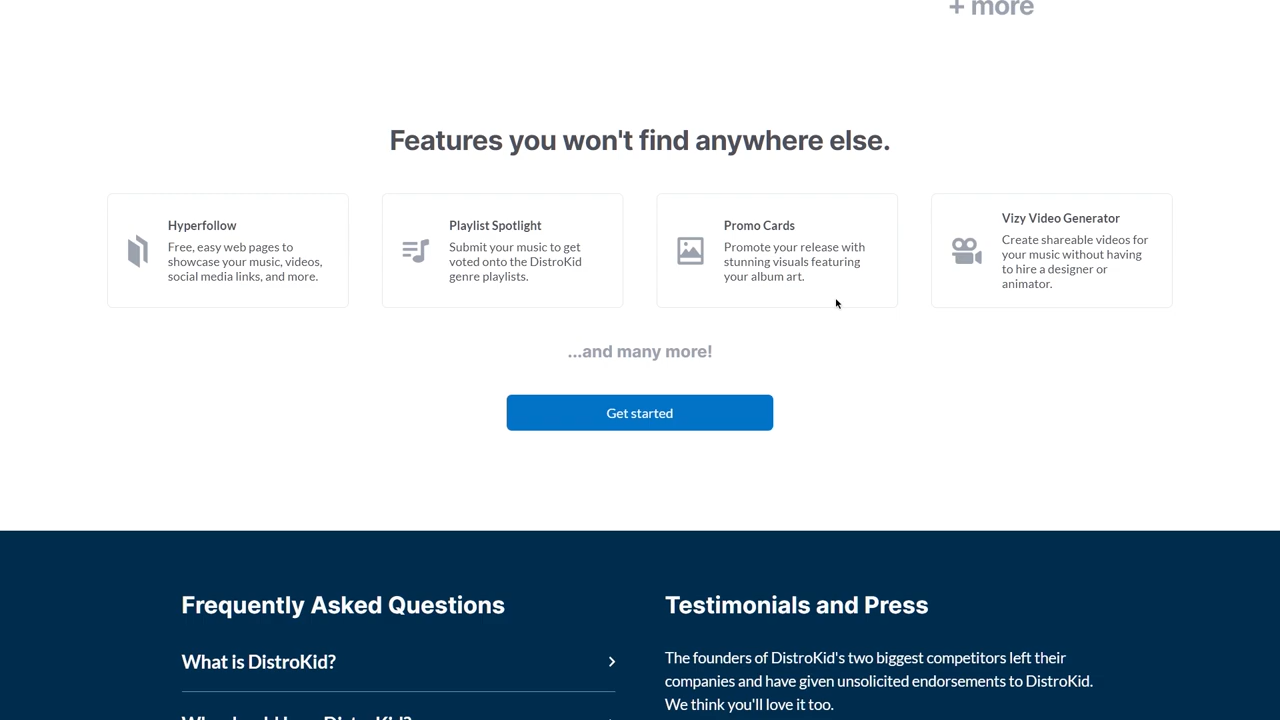 + more
Features you won't find anywhere else.
Hyperfollow
Free, easy web pages to
showcase your music, videos,
social media links, and more.
Playlist Spotlight
Submit your music to get
voted onto the DistroKid
genre playlists.
Promo Cards
Promote your release with
stunning visuals featuring
your album art.
Vizy Video Generator
Create shareable videos for
your music without having
to hire a designer or
animator.
...and many more!
Get started
Frequently Asked Questions
What is DistroKid?
Testimonials and Press
The founders of DistroKid's two biggest competitors left their
companies and have given unsolicited endorsements to DistroKid.
We think you'll love it too.